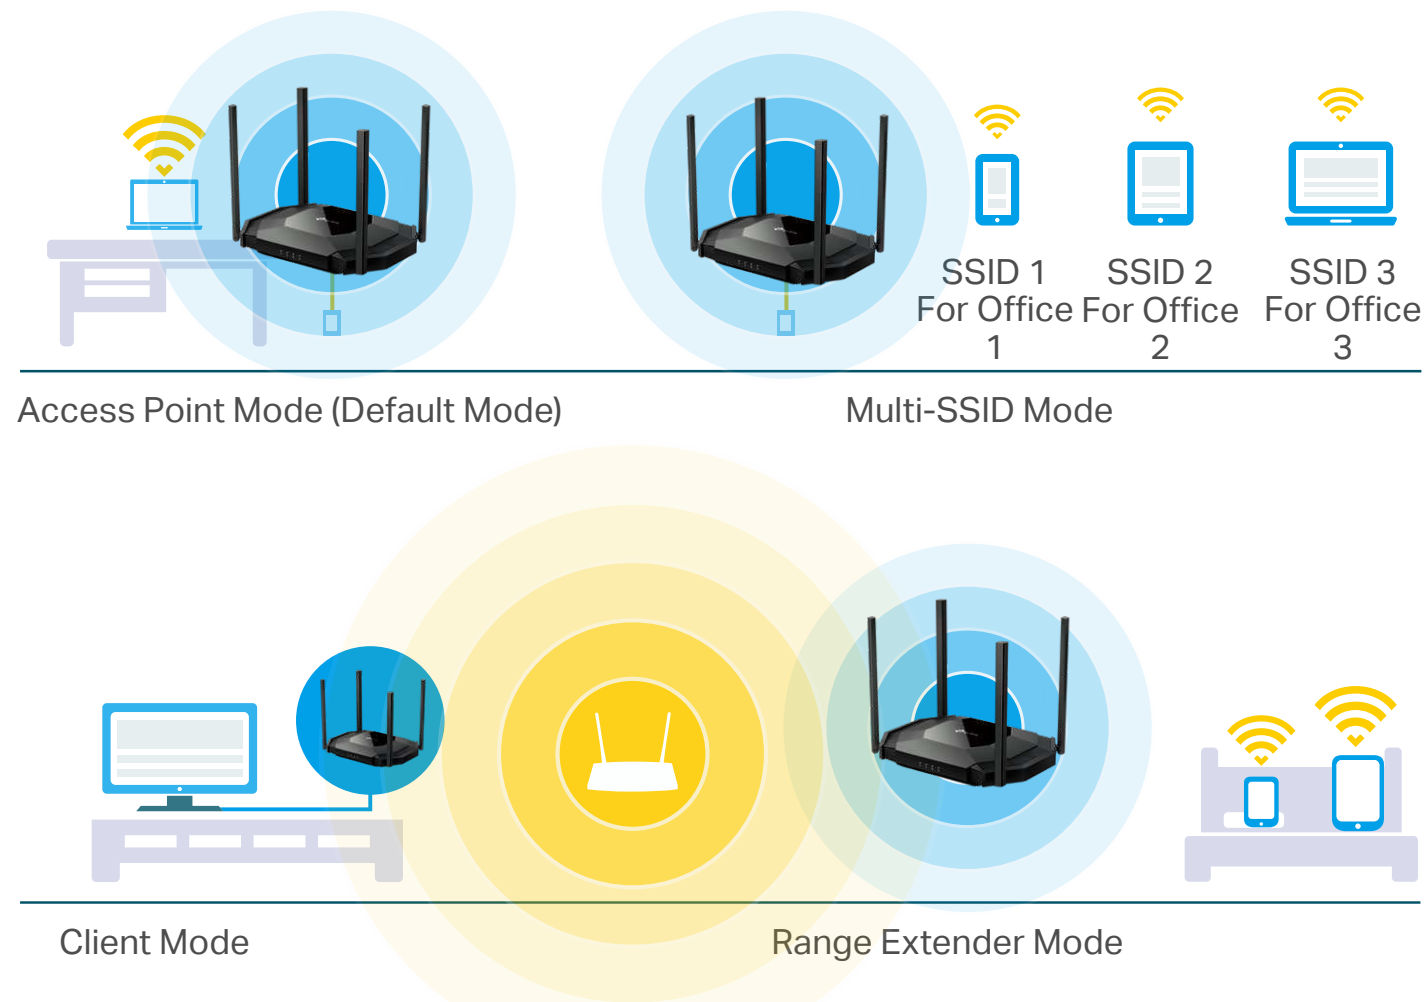 SSID 1
For Office
1
SSID 2
For Office
2
SSID 3
For Office
3
Access Point Mode (Default Mode)
Multi-SSID Mode
Client Mode
Range Extender Mode